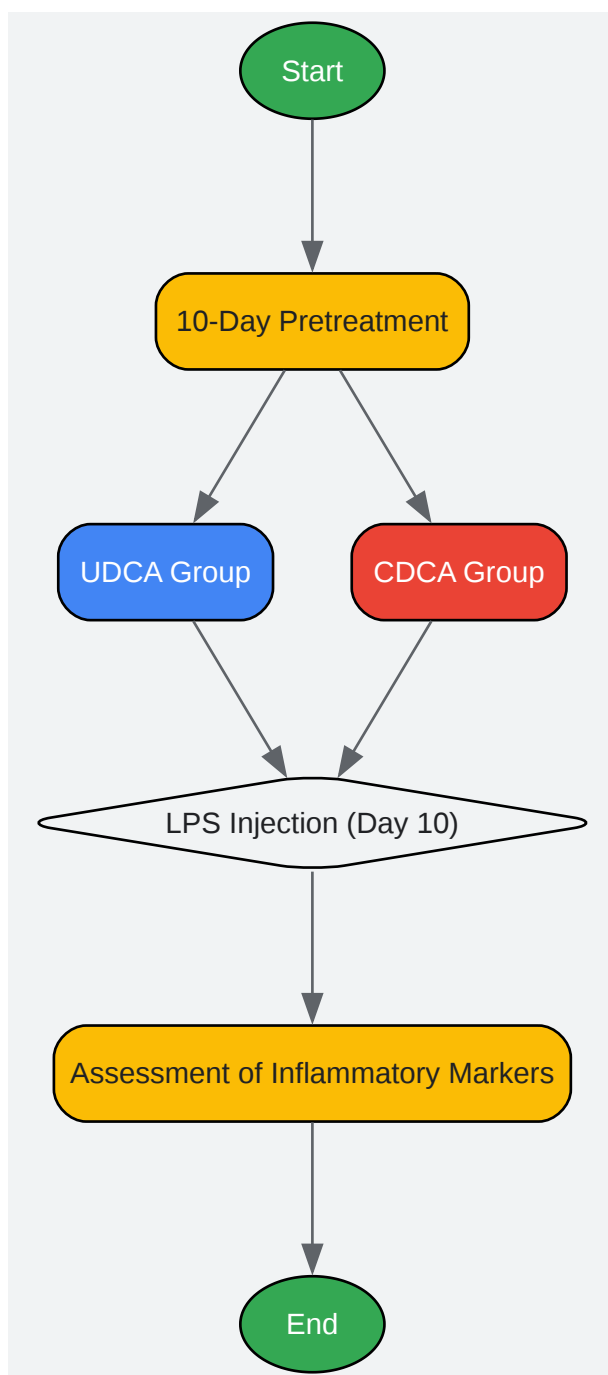 Start
10-Day Pretreatment
UDCA Group
CDCA Group
LPS Injection (Day 10)
Assessment of Inflammatory Markers
End